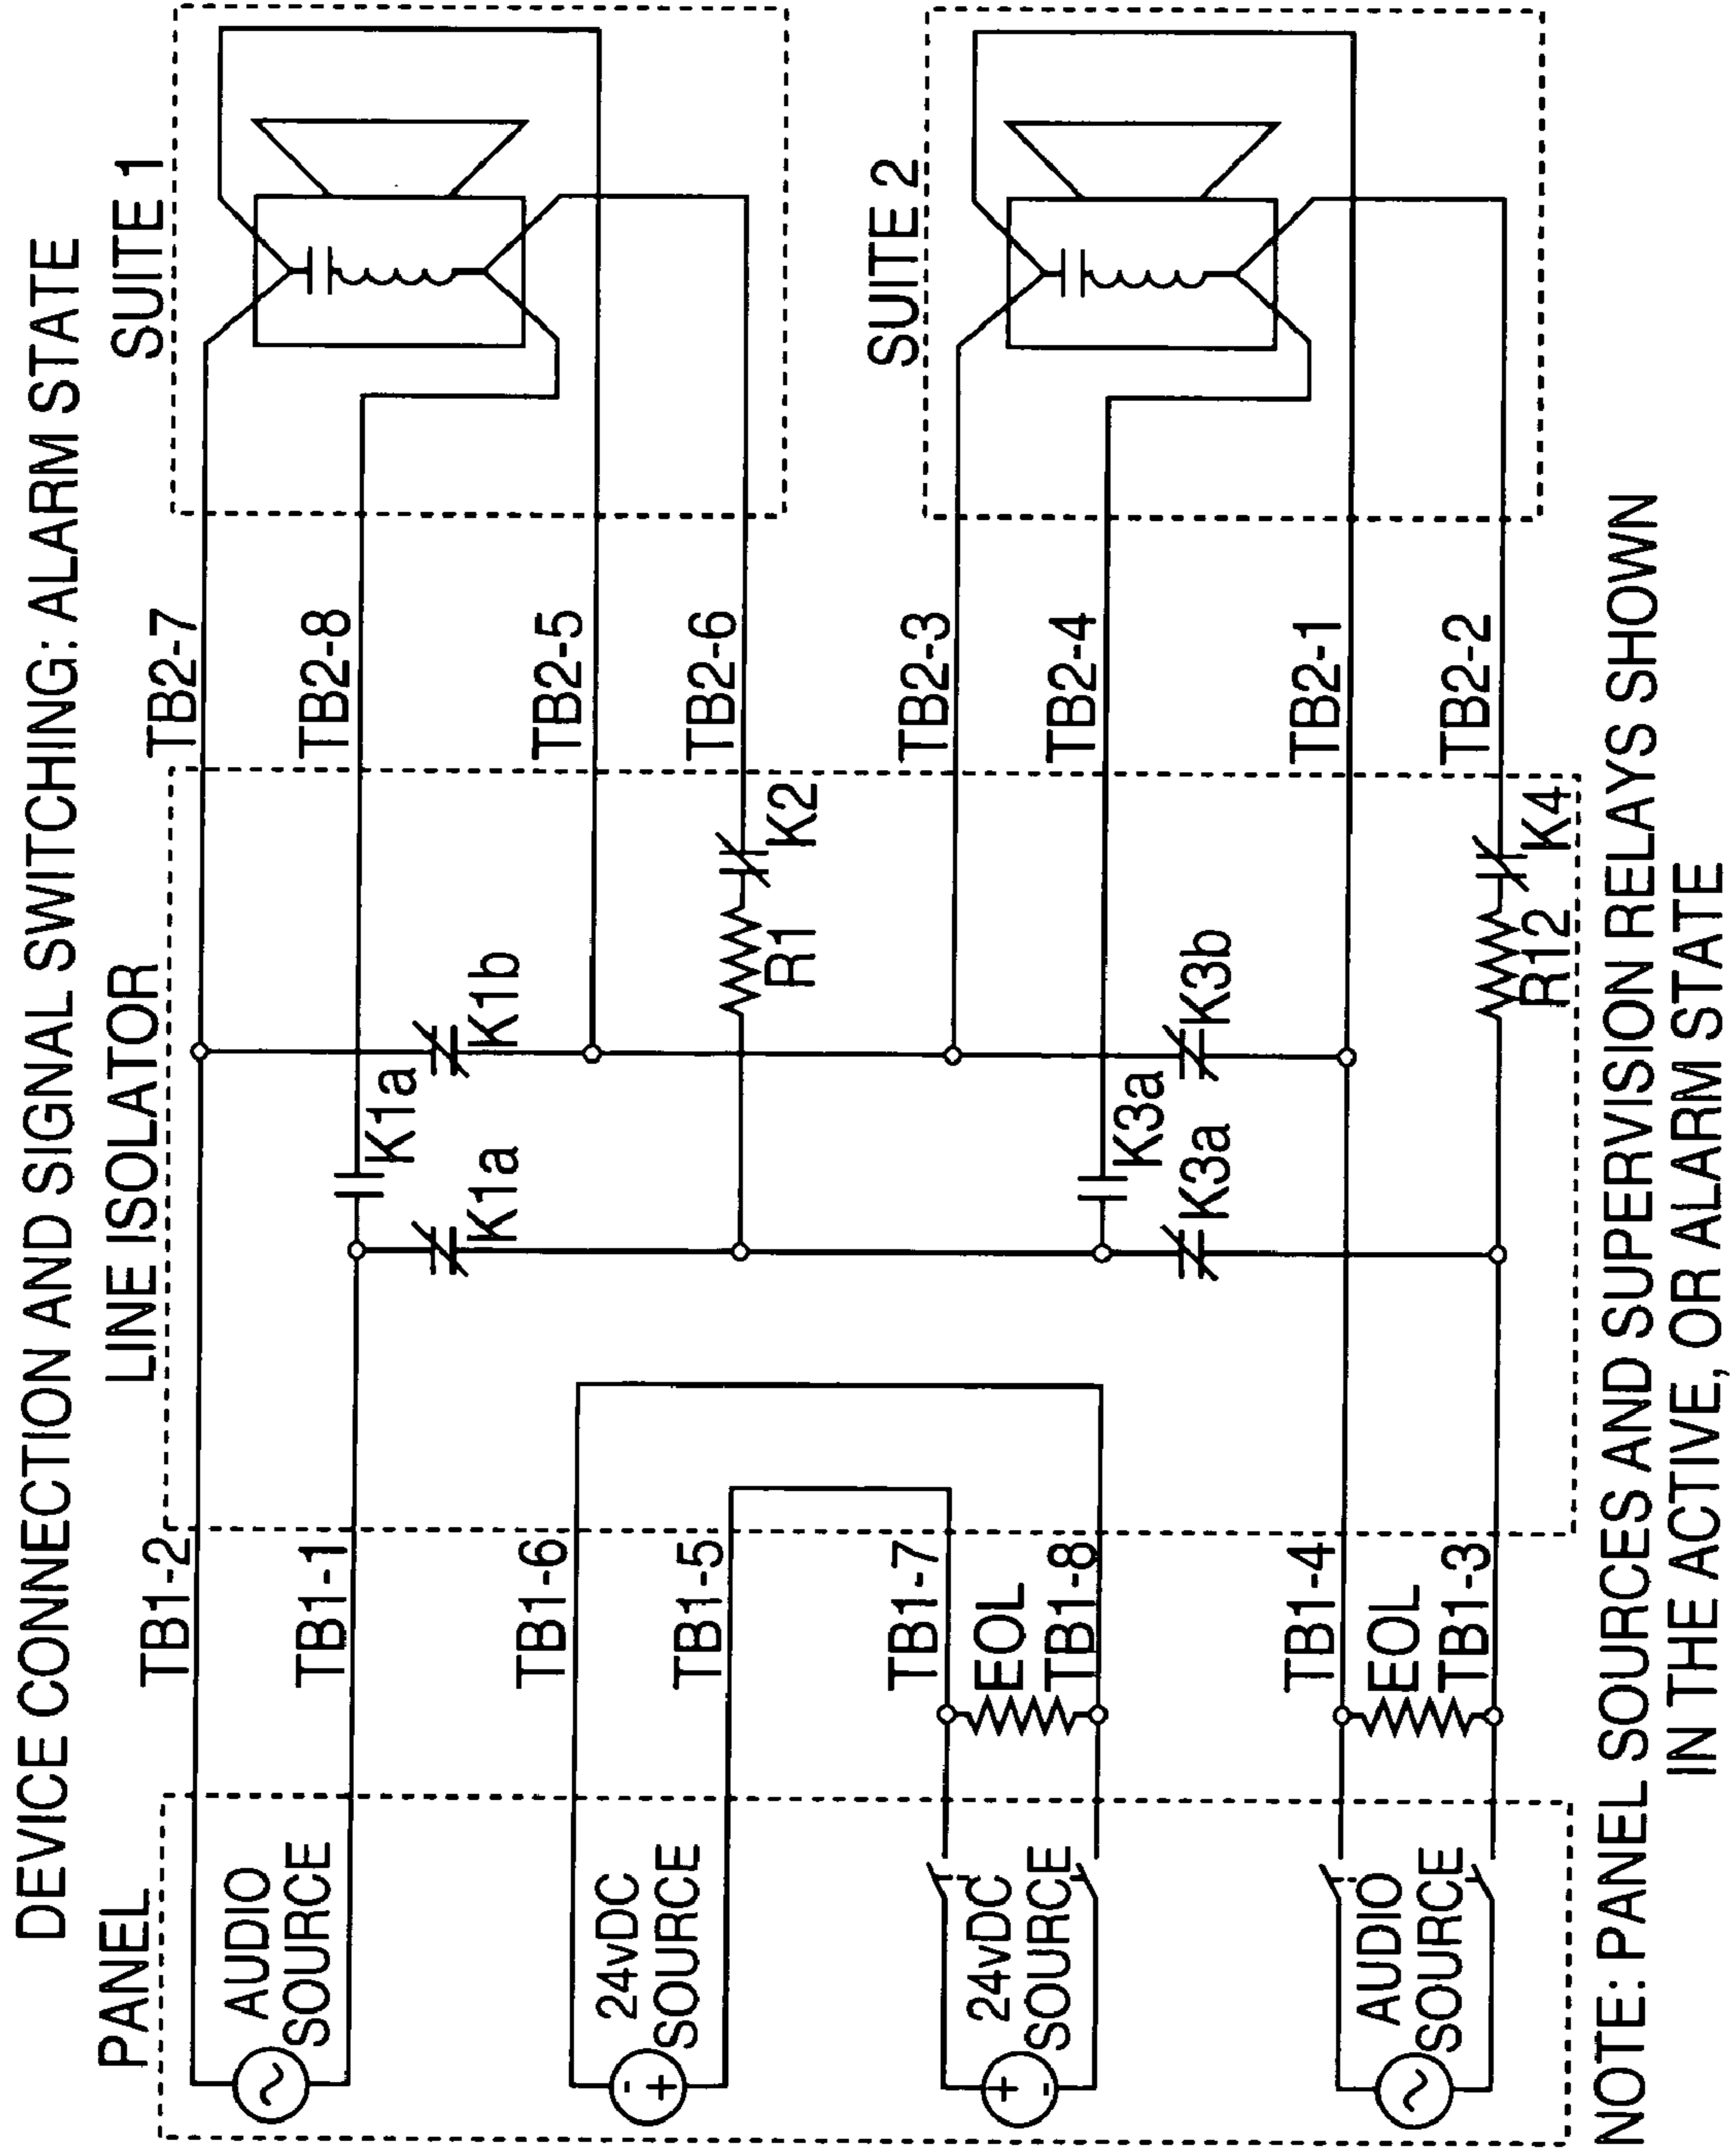 DEVICE CONNECTION AND SIGNAL SWITCHING: ALARM STATE
PANEL
LINE ISOLATOR
SUITE 1
AUDIO
SOURCE
TB1-2
TB1-1
K1a
K1a
K1b
TB2-7
TB2-8
24vDC
SOURCE
- +
TB1-6
TB1-5
R1
K2
TB2-5
TB2-6
SUITE 2
24vDC
SOURCE
+ -
TB1-7
EOL
TB1-8
K3a
K3a
K3b
TB2-3
TB2-4
AUDIO
SOURCE
TB1-4
EOL
TB1-3
R12
K4
TB2-1
TB2-2
NOTE: PANEL SOURCES AND SUPERVISION RELAYS SHOWN
IN THE ACTIVE, OR ALARM STATE